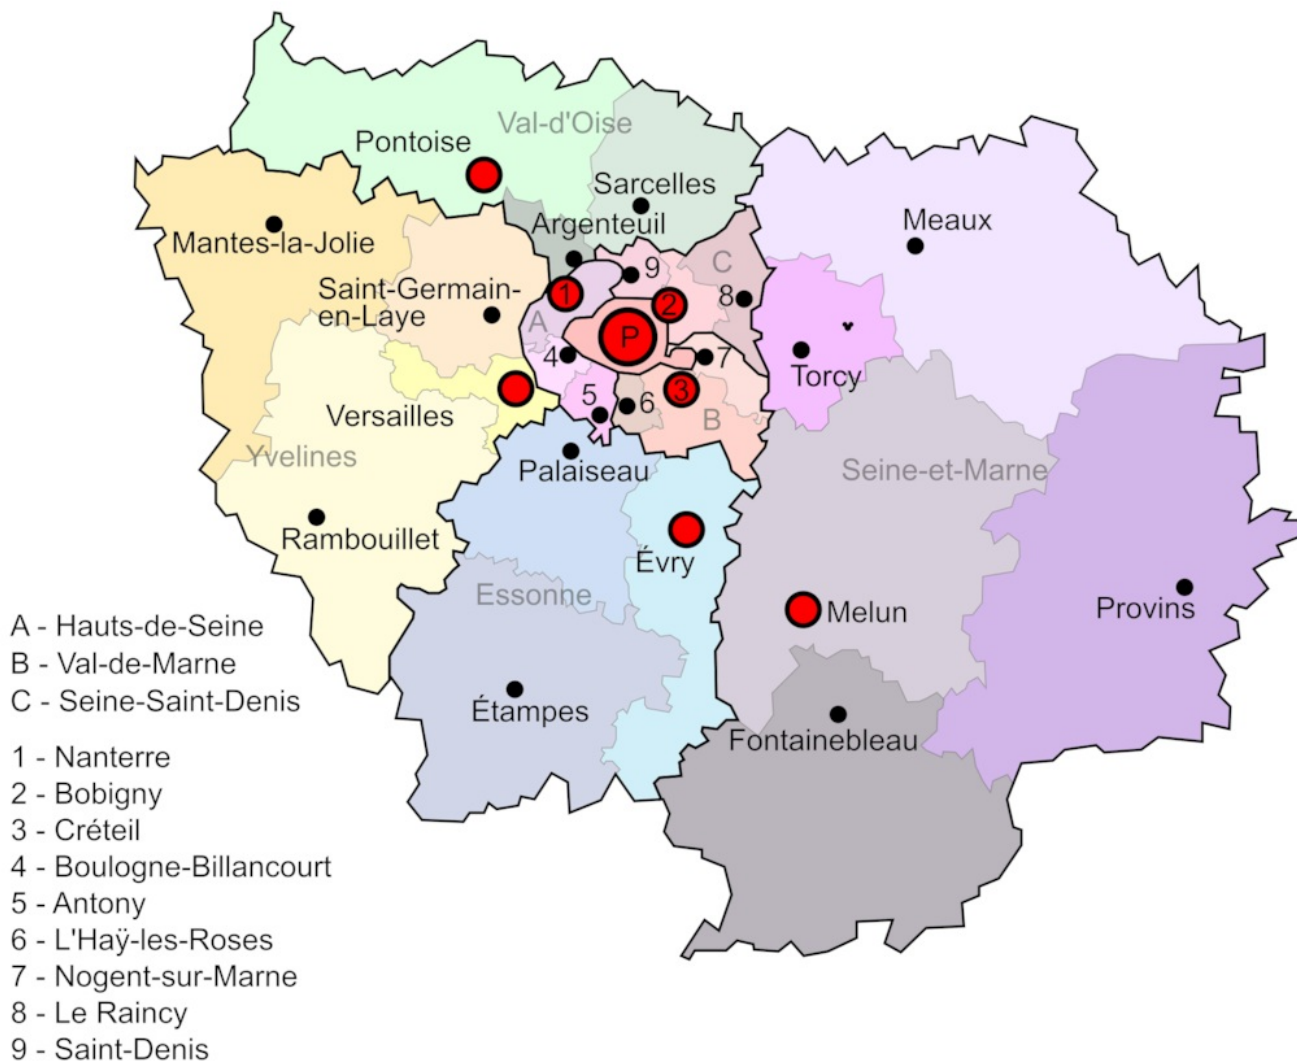 Val-d'Oise
Pontoise
Sarcelles
Argenteuil
Meaux
Mantes-la-Jolie
9
C
Saint-Germain-
en-Laye
1
2
8
A
P
4
7
Torcy
5
3
6
Versailles
B
Yvelines
Palaiseau
Seine-et-Marne
Rambouillet
Évry
Essonne
Melun
Provins
Étampes
Fontainebleau
A - Hauts-de-Seine
B - Val-de-Marne
C - Seine-Saint-Denis
1 - Nanterre
2 - Bobigny
3 - Créteil
4 - Boulogne-Billancourt
5 - Antony
6 - L'Haÿ-les-Roses
7 - Nogent-sur-Marne
8 - Le Raincy
9 - Saint-Denis